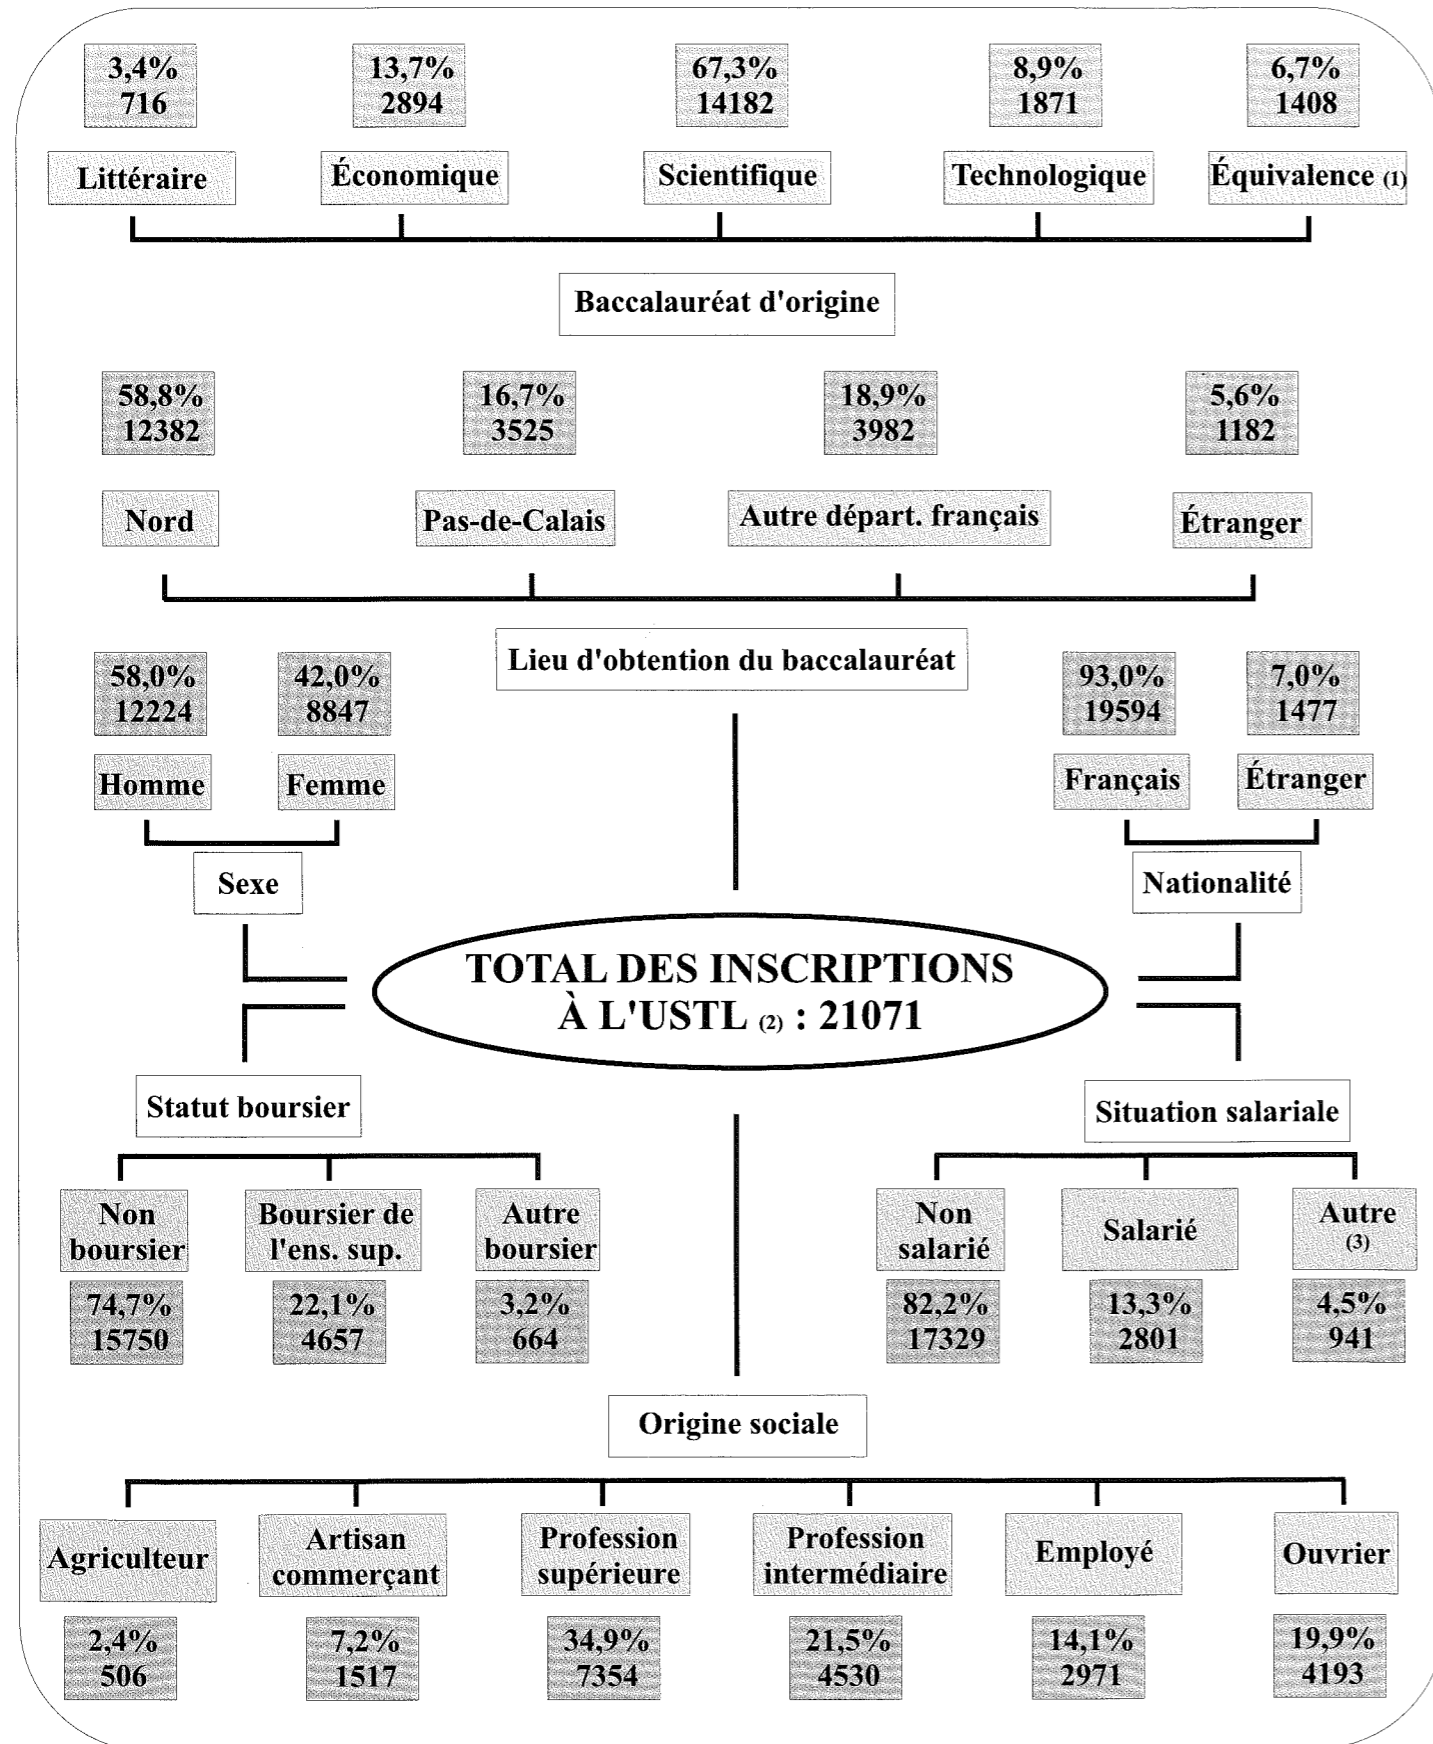 3,4%
716
13,7%
2894
67,3%
14182
8,9%
1871
6,7%
1408
Littéraire
Économique
Scientifique
Technologique
Équivalence (1)
Baccalauréat d'origine
58,8%
12382
16,7%
3525
18,9%
3982
5,6%
1182
Nord
Pas-de-Calais
Autre départ. français
Étranger
Lieu d'obtention du baccalauréat
58,0%
12224
42,0%
8847
Homme
Femme
Sexe
93,0%
19594
7,0%
1477
Français
Étranger
Nationalité
TOTAL DES INSCRIPTIONS
À L'USTL (2) : 21071
Statut boursier
Non
boursier
Boursier de
l'ens. sup.
Autre
boursier
74,7%
15750
22,1%
4657
3,2%
664
Situation salariale
Non
salarié
Salarié
Autre
(3)
82,2%
17329
13,3%
2801
4,5%
941
Origine sociale
Agriculteur
Artisan
commerçant
Profession
supérieure
Profession
intermédiaire
Employé
Ouvrier
2,4%
506
7,2%
1517
34,9%
7354
21,5%
4530
14,1%
2971
19,9%
4193